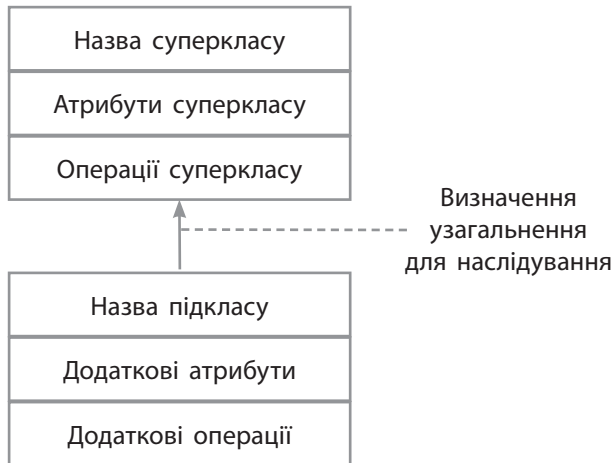 Назва суперкласу
Атрибути суперкласу
Операції суперкласу
Визначення
узагальнення
для наслідування
Назва підкласу
Додаткові атрибути
Додаткові операції